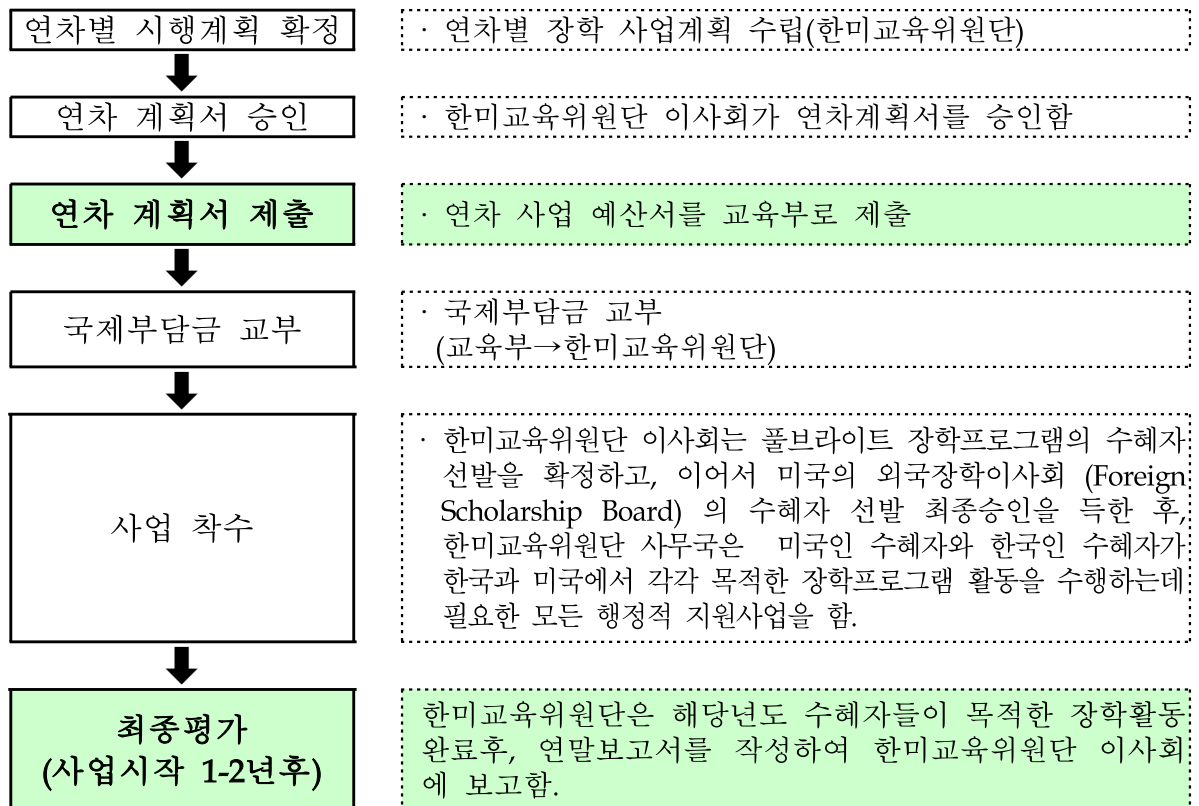 연차별 시행계획 확정
· 연차별 장학 사업계획 수립(한미교육위원단)
연차 계획서 승인
· 한미교육위원단 이사회가 연차계획서를 승인함
연차 계획서 제출
· 연차 사업 예산서를 교육부로 제출
국제부담금 교부
· 국제부담금 교부
(교육부→한미교육위원단)
사업 착수
· 한미교육위원단 이사회는 풀브라이트 장학프로그램의 수혜자
선발을 확정하고, 이어서 미국의 외국장학이사회 (Foreign
Scholarship Board) 의 수혜자 선발 최종승인을 득한 후,
한미교육위원단 사무국은 미국인 수혜자와 한국인 수혜자가
한국과 미국에서 각각 목적한 장학프로그램 활동을 수행하는데
필요한 모든 행정적 지원사업을 함.
최종평가
(사업시작 1-2년후)
한미교육위원단은 해당년도 수혜자들이 목적한 장학활동
완료후, 연말보고서를 작성하여 한미교육위원단 이사회
에 보고함.